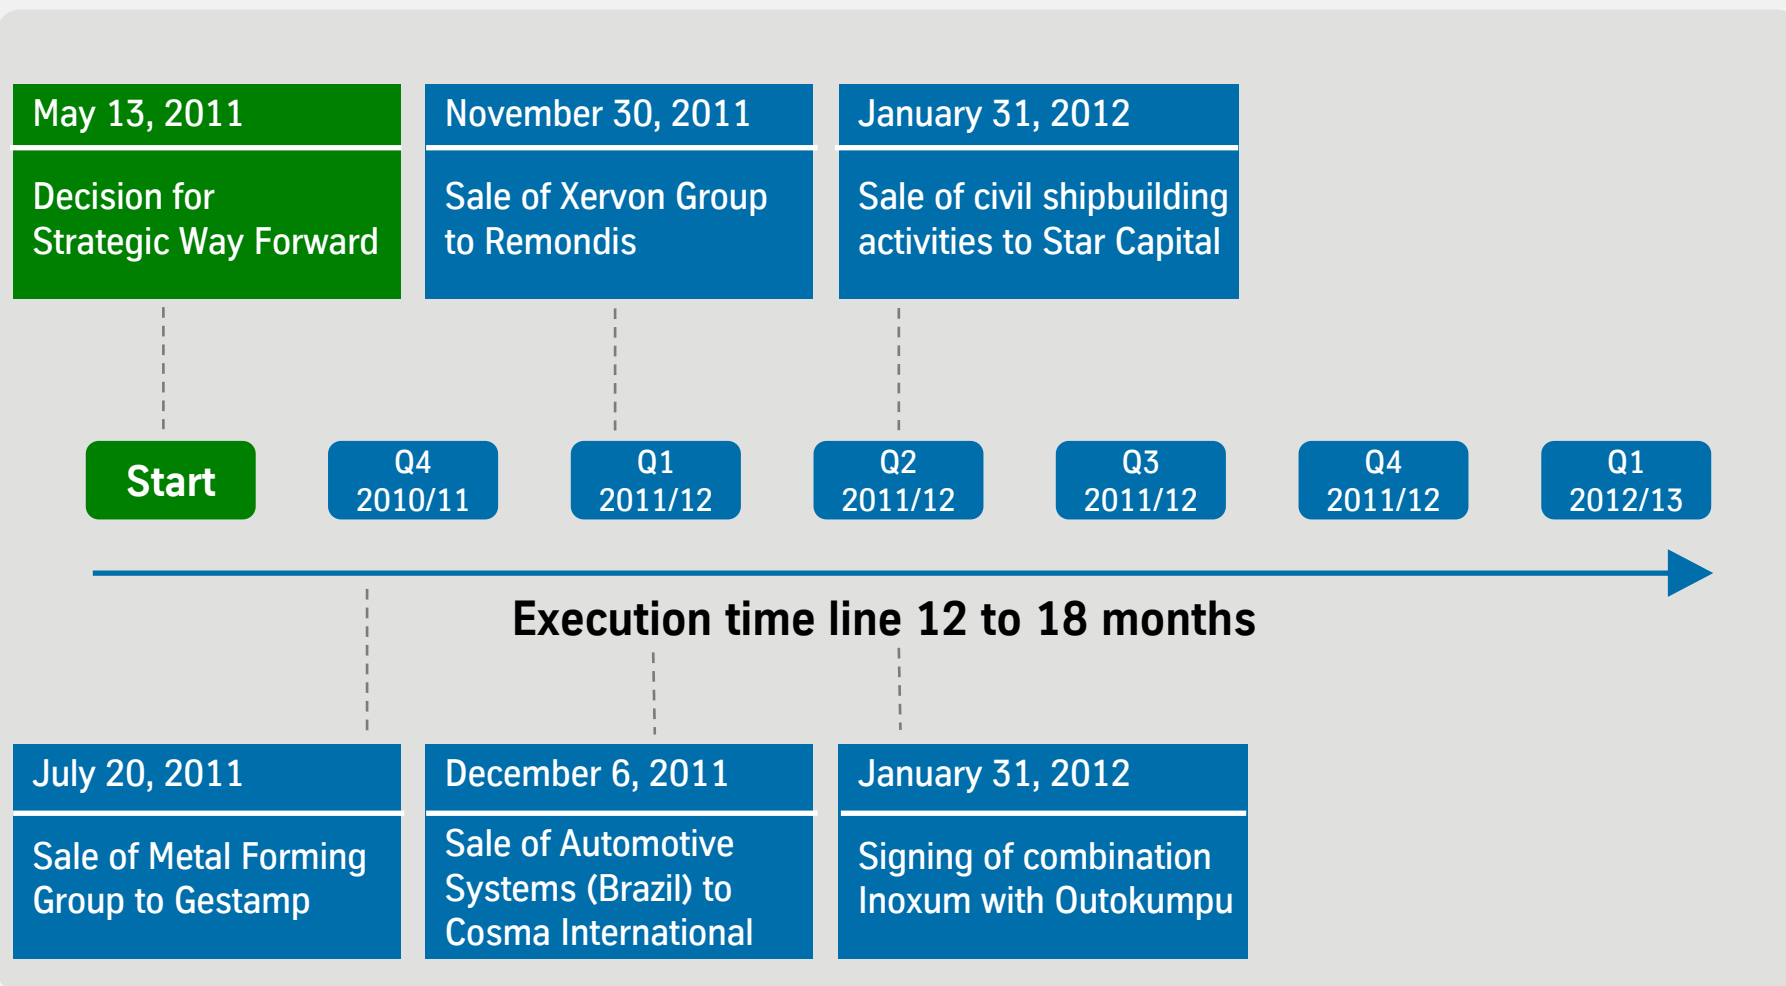 May 13, 2011
Decision for
Strategic Way Forward
November 30, 2011
Sale of Xervon Group
to Remondis
January 31, 2012
Sale of civil shipbuilding
activities to Star Capital
Start
Q4
2010/11
Q1
2011/12
Q2
2011/12
Q3
2011/12
Q4
2011/12
Q1
2012/13
Execution time line 12 to 18 months
July 20, 2011
Sale of Metal Forming
Group to Gestamp
December 6, 2011
Sale of Automotive
Systems (Brazil) to
Cosma International
January 31, 2012
Signing of combination
Inoxum with Outokumpu